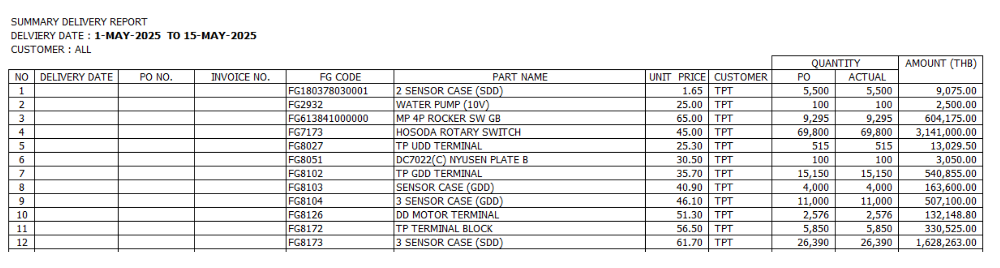 SUMMARY DELIVERY REPORT
DELVIERY DATE : 1-MAY-2025 TO 15-MAY-2025
CUSTOMER : ALL
QUANTITY AMOUNT (THB)
NO DELIVERY DATE PO NO. INVOICE NO. FG CODE PART NAME UNIT PRICE CUSTOMER PO ACTUAL
1 FG180378030001 2 SENSOR CASE (SDD) 1.65 TPT 5,500 5,500 9,075.00
2 FG2932 WATER PUMP (10V) 25.00 TPT 100 100 2,500.00
3 FG613841000000 MP 4P ROCKER SW GB 65.00 TPT 9,295 9,295 604,175.00
4 FG7173 HOSODA ROTARY SWITCH 45.00 TPT 69,800 69,800 3,141,000.00
5 FG8027 TP UDD TERMINAL 25.30 TPT 515 515 13,029.50
6 FG8051 DC7022(C) NYUSEN PLATE B 30.50 TPT 100 100 3,050.00
7 FG8102 TP GDD TERMINAL 35.70 TPT 15,150 15,150 540,855.00
8 FG8103 SENSOR CASE (GDD) 40.90 TPT 4,000 4,000 163,600.00
9 FG8104 3 SENSOR CASE (GDD) 46.10 TPT 11,000 11,000 507,100.00
10 FG8126 DD MOTOR TERMINAL 51.30 TPT 2,576 2,576 132,148.80
11 FG8172 TP TERMINAL BLOCK 56.50 TPT 5,850 5,850 330,525.00
12 FG8173 3 SENSOR CASE (SDD) 61.70 TPT 26,390 26,390 1,628,263.00